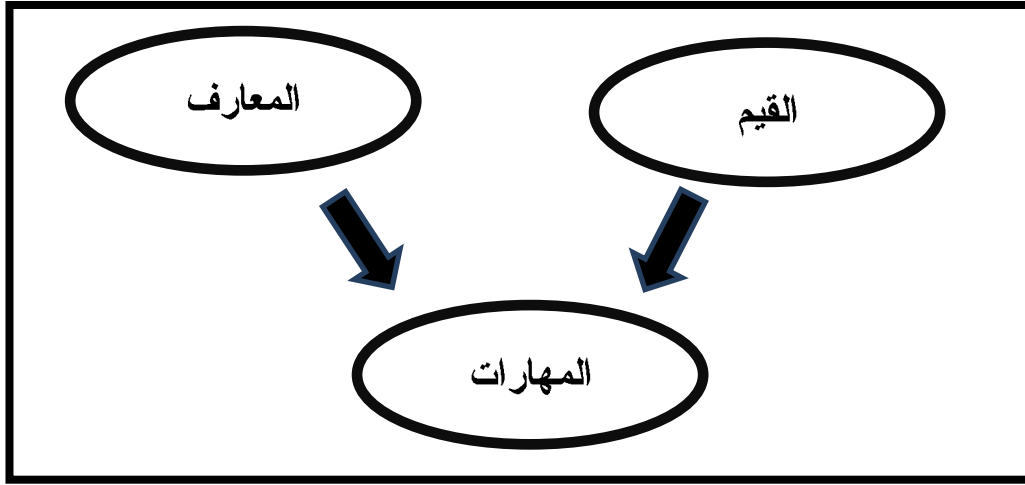 القيم
المعارف
المهارات